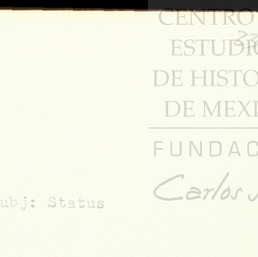 CENTRO
ESTUDIO
DE HISTO
DE MEXI
FUNDAC
Carlos
ubj: Status